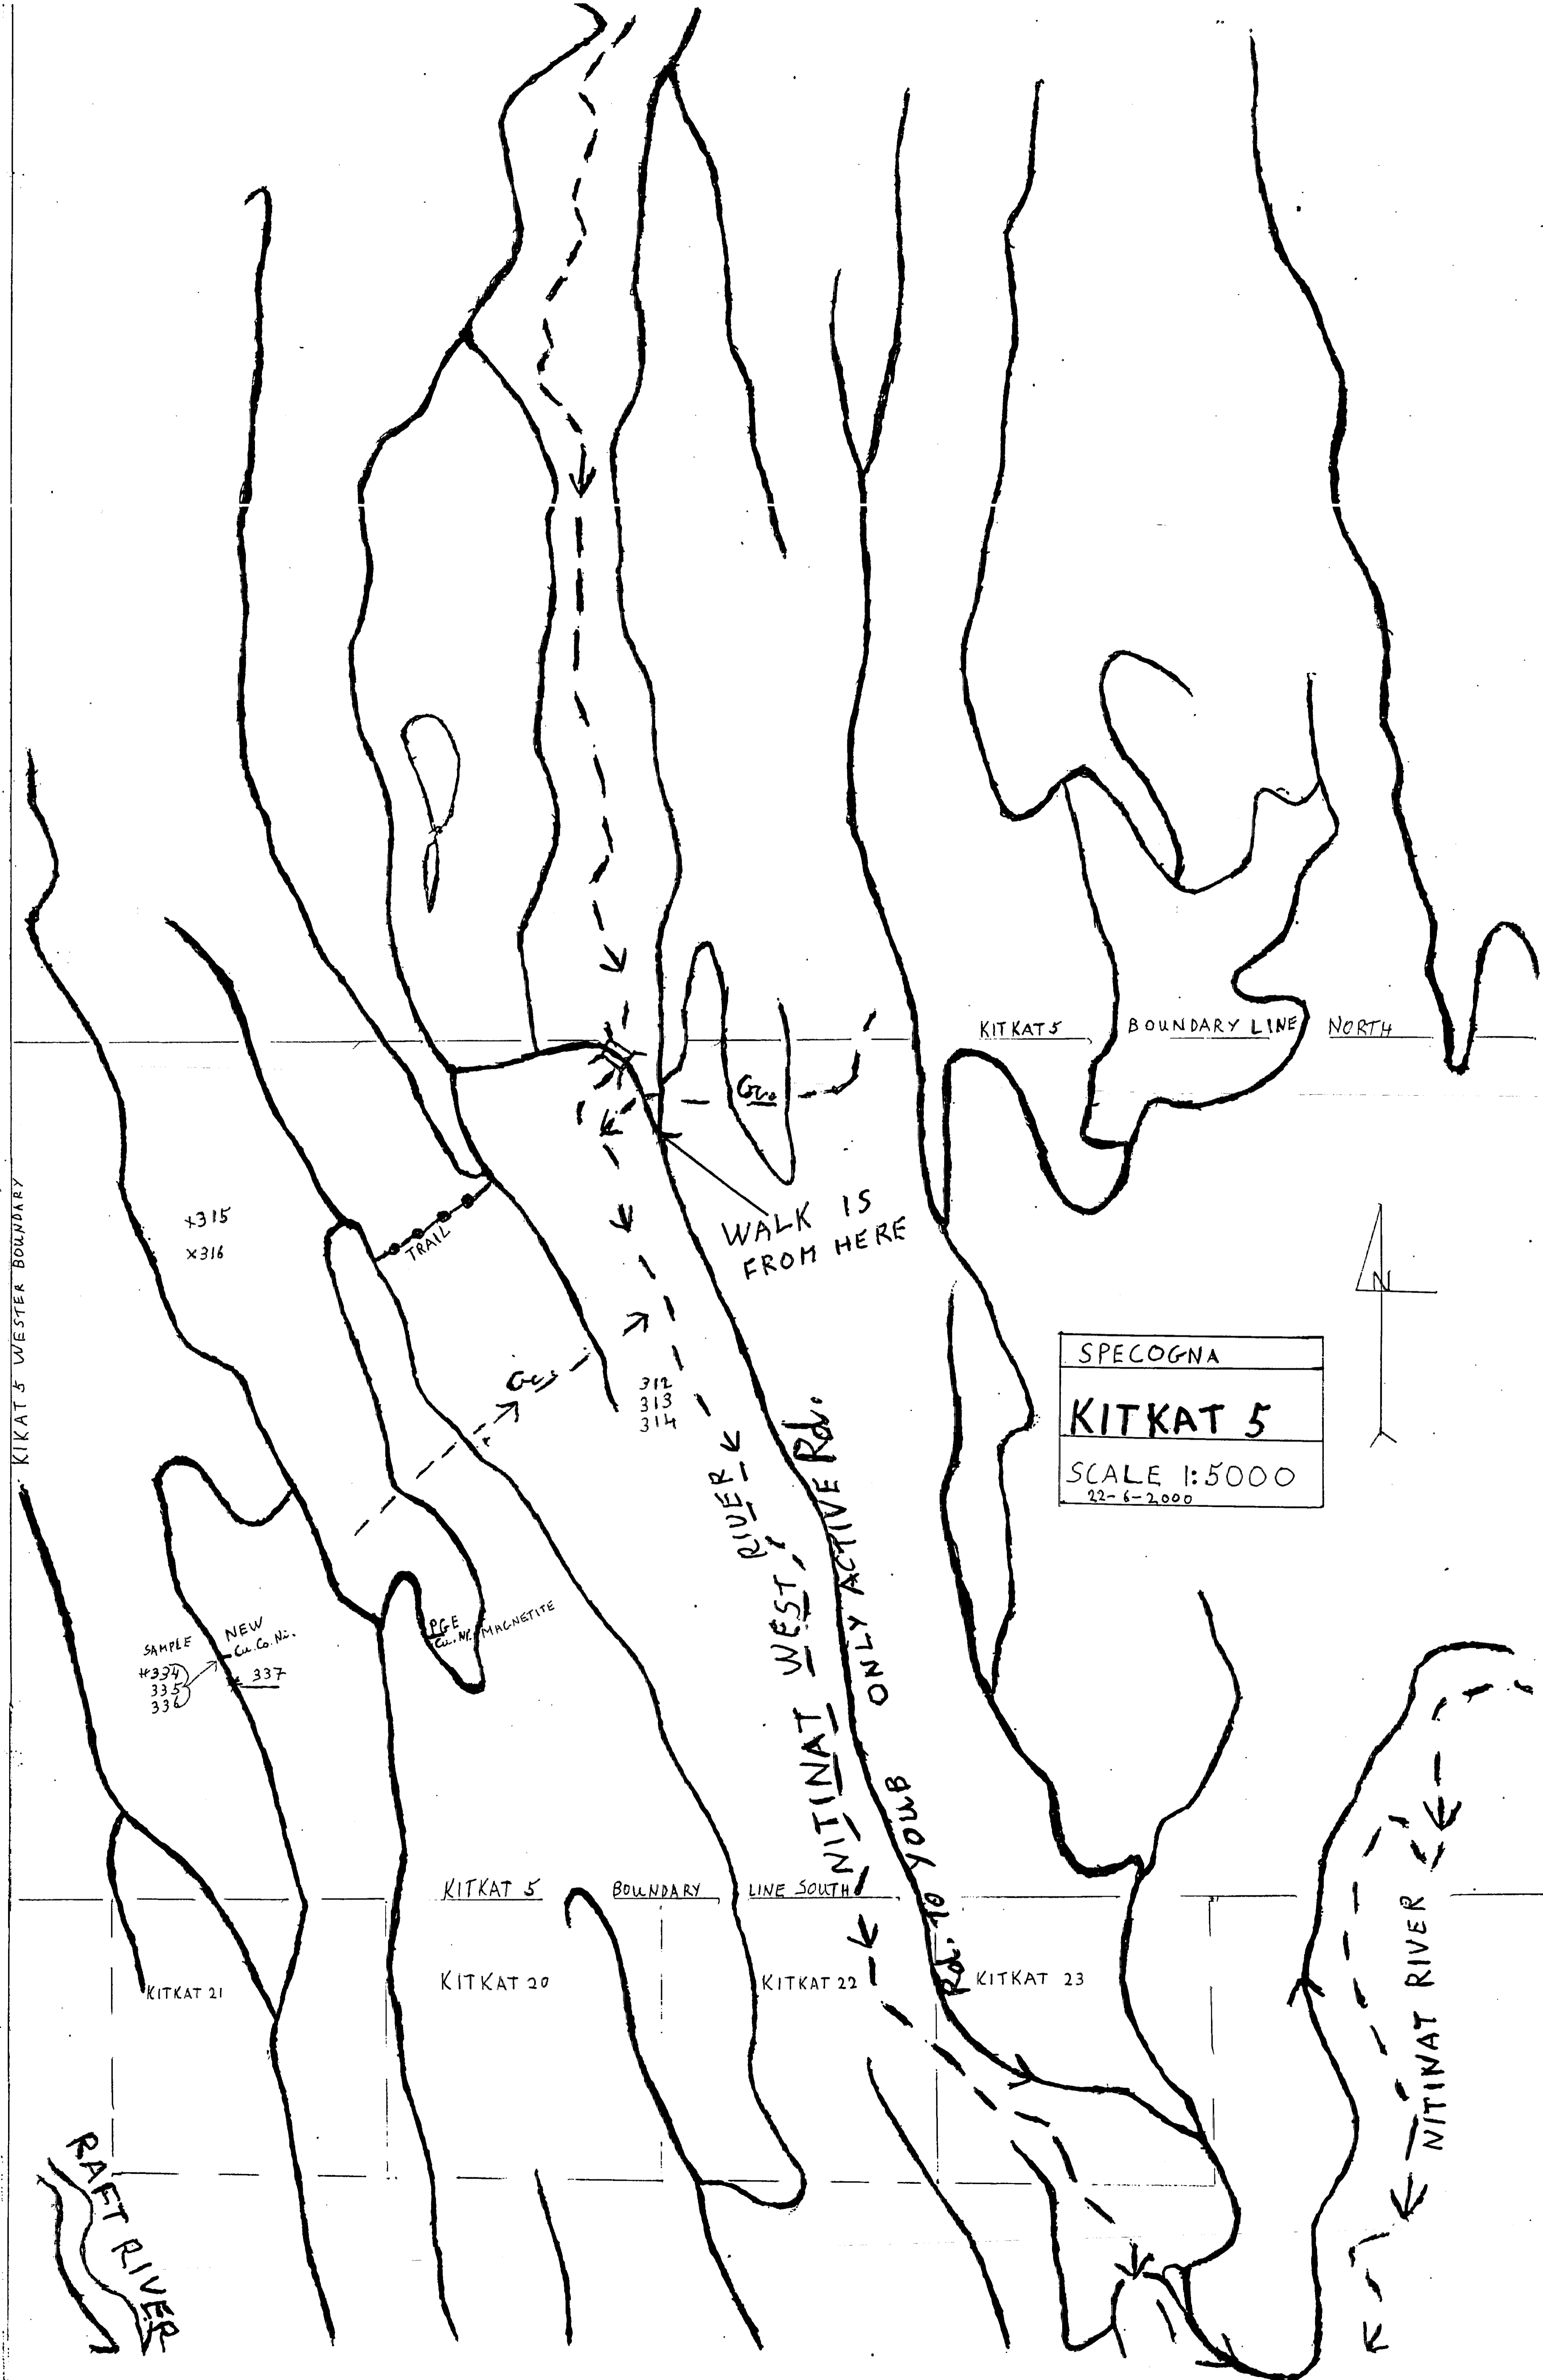 KITKAT 5 BOUNDARY LINE NORTH
KIKAT 5 WESTER BOUNDARY
x315
x316
TRAIL
WALK IS
FROM HERE
N
SPECOGNA
KITKAT 5
SCALE 1:5000
22-6-2000
312
313
314
NITINAT WEST RIVER
ONLY ACTIVE Rd.
Rd. TO YOUB
PGE
Cu. Ni. MAGNETITE
SAMPLE
#334
335
336
NEW
Cu. Co. Ni.
337
KITKAT 5 BOUNDARY LINE SOUTH
KITKAT 21
KITKAT 20
KITKAT 22
KITKAT 23
NITINAT RIVER
RAFT RIVER